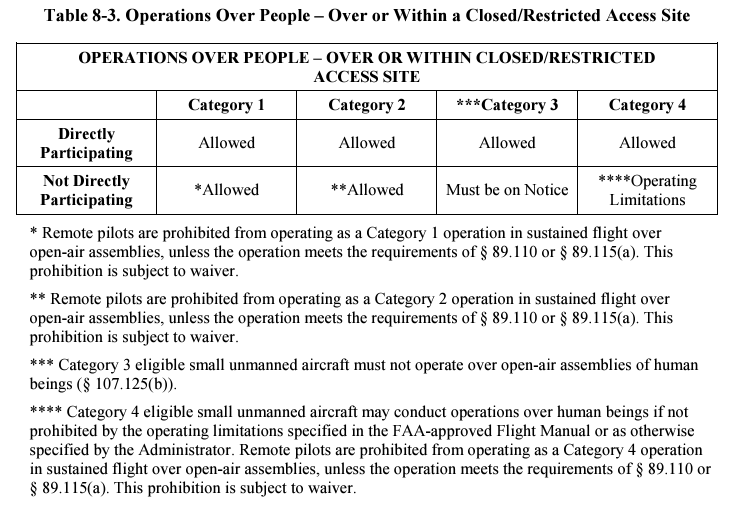 Table 8-3. Operations Over People – Over or Within a Closed/Restricted Access Site
OPERATIONS OVER PEOPLE – OVER OR WITHIN CLOSED/RESTRICTED
ACCESS SITE
Category 1 Category 2 ***Category 3 Category 4
Directly
Participating Allowed Allowed Allowed Allowed
Not Directly
Participating *Allowed **Allowed Must be on Notice ****Operating
Limitations
* Remote pilots are prohibited from operating as a Category 1 operation in sustained flight over
open-air assemblies, unless the operation meets the requirements of § 89.110 or § 89.115(a). This
prohibition is subject to waiver.
** Remote pilots are prohibited from operating as a Category 2 operation in sustained flight over
open-air assemblies, unless the operation meets the requirements of § 89.110 or § 89.115(a). This
prohibition is subject to waiver.
*** Category 3 eligible small unmanned aircraft must not operate over open-air assemblies of human
beings (§ 107.125(b)).
**** Category 4 eligible small unmanned aircraft may conduct operations over human beings if not
prohibited by the operating limitations specified in the FAA-approved Flight Manual or as otherwise
specified by the Administrator. Remote pilots are prohibited from operating as a Category 4 operation
in sustained flight over open-air assemblies, unless the operation meets the requirements of § 89.110 or
§ 89.115(a). This prohibition is subject to waiver.